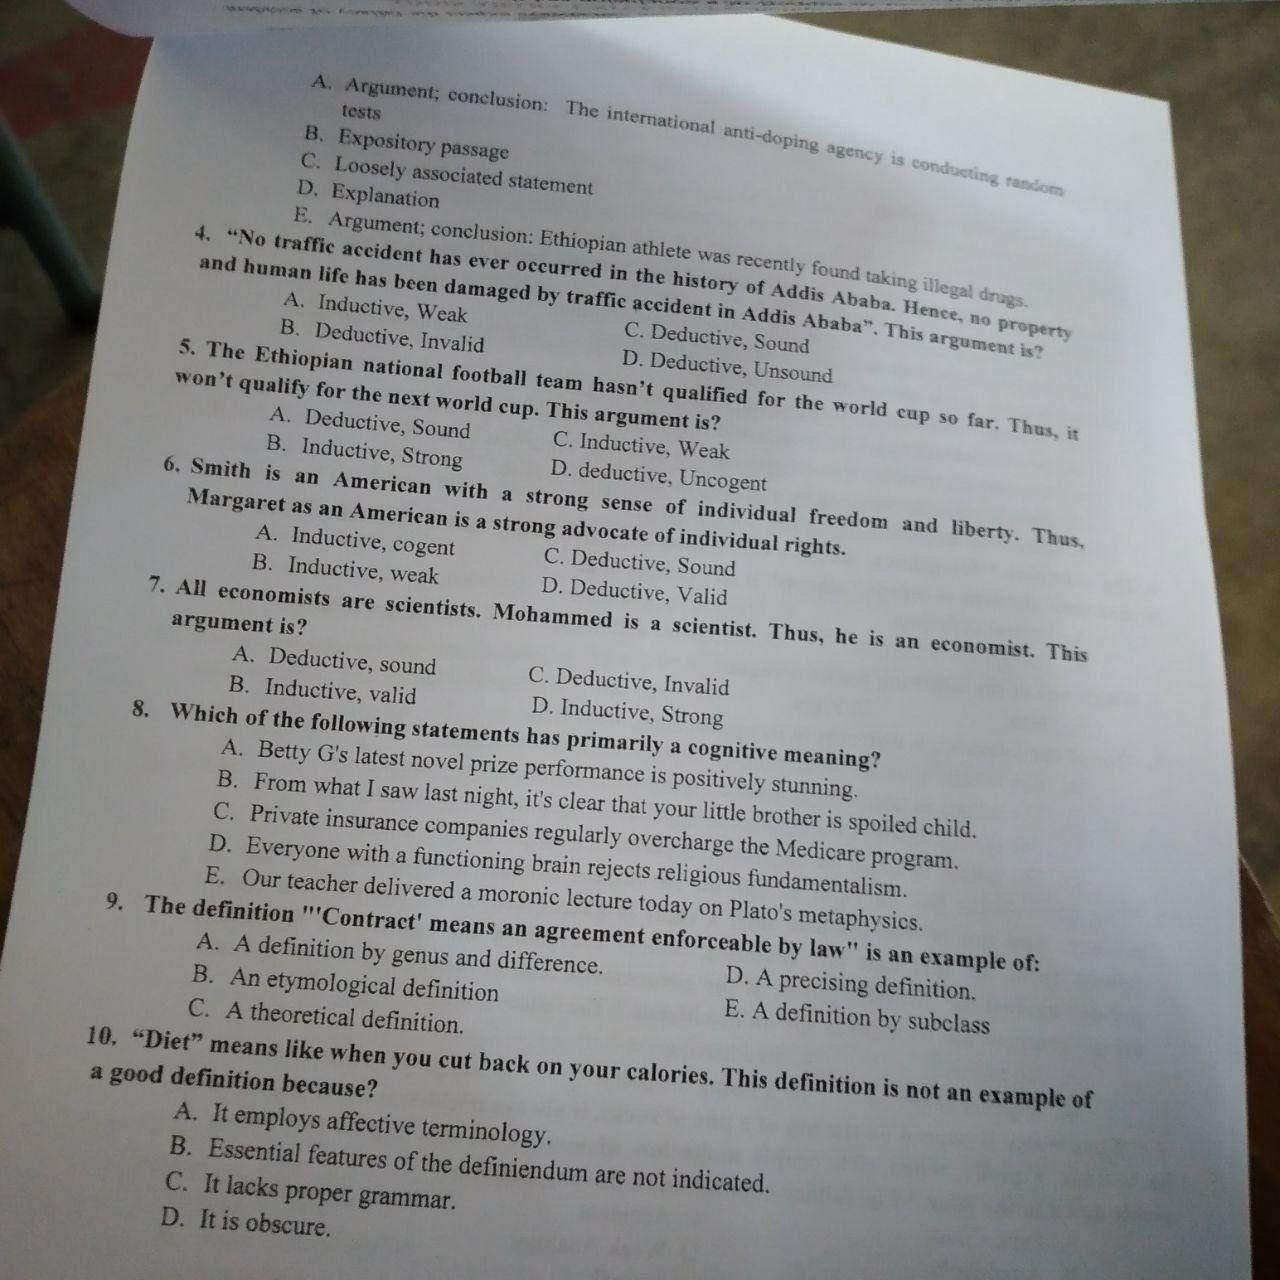 A. Argument; conclusion: The international anti-doping agency is conducting random
tests
B. Expository passage
C. Loosely associated statement
D. Explanation
E. Argument; conclusion: Ethiopian athlete was recently found taking illegal drugs.
4. “No traffic accident has ever occurred in the history of Addis Ababa. Hence, no property
and human life has been damaged by traffic accident in Addis Ababa”. This argument is?
A. Inductive, Weak C. Deductive, Sound
B. Deductive, Invalid D. Deductive, Unsound
5. The Ethiopian national football team hasn’t qualified for the world cup so far. Thus, it
won’t qualify for the next world cup. This argument is?
A. Deductive, Sound C. Inductive, Weak
B. Inductive, Strong D. deductive, Uncogent
6. Smith is an American with a strong sense of individual freedom and liberty. Thus,
Margaret as an American is a strong advocate of individual rights.
A. Inductive, cogent C. Deductive, Sound
B. Inductive, weak D. Deductive, Valid
7. All economists are scientists. Mohammed is a scientist. Thus, he is an economist. This
argument is?
A. Deductive, sound C. Deductive, Invalid
B. Inductive, valid D. Inductive, Strong
8. Which of the following statements has primarily a cognitive meaning?
A. Betty G's latest novel prize performance is positively stunning.
B. From what I saw last night, it's clear that your little brother is spoiled child.
C. Private insurance companies regularly overcharge the Medicare program.
D. Everyone with a functioning brain rejects religious fundamentalism.
E. Our teacher delivered a moronic lecture today on Plato's metaphysics.
9. The definition "'Contract' means an agreement enforceable by law" is an example of:
A. A definition by genus and difference. D. A precising definition.
B. An etymological definition E. A definition by subclass
C. A theoretical definition.
10. “Diet” means like when you cut back on your calories. This definition is not an example of
a good definition because?
A. It employs affective terminology.
B. Essential features of the definiendum are not indicated.
C. It lacks proper grammar.
D. It is obscure.